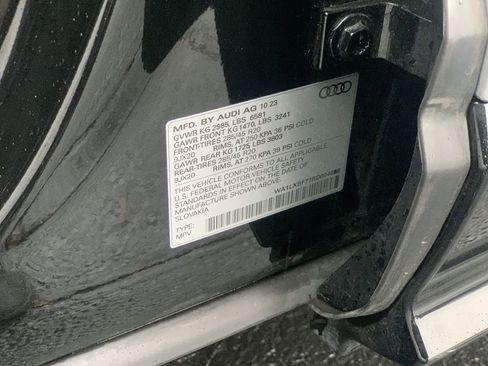 MFD. BY AUDI AG 10 23
GVWR KG 2985, LBS 6581
GAWR FRONT KG 1470, LBS 3241
FRONT-TIRES 285/45 R20
9JX20 RIMS, AT 250 KPA 36 PSI COLD
GAWR REAR KG 1725, LBS 3803
REAR-TIRES 285/45 R20
9JX20 RIMS, AT 270 KPA 39 PSI COLD
THIS VEHICLE CONFORMS TO ALL APPLICABLE
U.S. FEDERAL MOTOR VEHICLE SAFETY
STANDARDS IN EFFECT ON THE DATE OF
MANUFACTURE SHOWN ABOVE.
SLOVAKIA
TYPE:
MPV